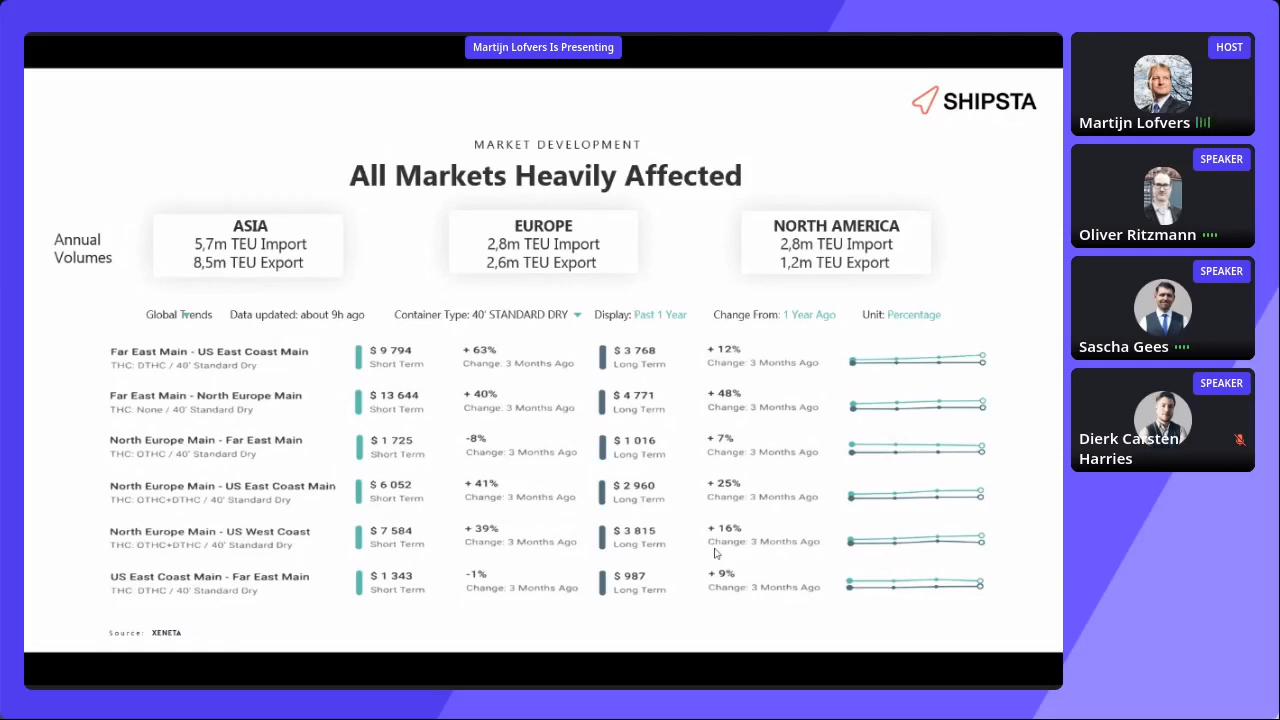 Martijn Lofvers Is Presenting
SHIPSTA
MARKET DEVELOPMENT
All Markets Heavily Affected
Annual
Volumes
ASIA
5,7m TEU Import
8,5m TEU Export
EUROPE
2,8m TEU Import
2,6m TEU Export
NORTH AMERICA
2,8m TEU Import
1,2m TEU Export
Global Trends Data updated: about 9h ago Container Type: 40' STANDARD DRY Display: Past 1 Year Change From: 1 Year Ago Unit: Percentage
Far East Main - US East Coast Main $ 9 794 + 63% $ 3 768 + 12%
THC: DTHC / 40' Standard Dry Short Term Change: 3 Months Ago Long Term Change: 3 Months Ago
Far East Main - North Europe Main $ 13 644 + 40% $ 4 771 + 48%
THC: None / 40' Standard Dry Short Term Change: 3 Months Ago Long Term Change: 3 Months Ago
North Europe Main - Far East Main $ 1 725 -8% $ 1 016 + 7%
THC: OTHC / 40' Standard Dry Short Term Change: 3 Months Ago Long Term Change: 3 Months Ago
North Europe Main - US East Coast Main $ 6 052 + 41% $ 2 960 + 25%
THC: OTHC+DTHC / 40' Standard Dry Short Term Change: 3 Months Ago Long Term Change: 3 Months Ago
North Europe Main - US West Coast $ 7 584 + 39% $ 3 815 + 16%
THC: OTHC+DTHC / 40' Standard Dry Short Term Change: 3 Months Ago Long Term Change: 3 Months Ago
US East Coast Main - Far East Main $ 1 343 -1% $ 987 + 9%
THC: DTHC / 40' Standard Dry Short Term Change: 3 Months Ago Long Term Change: 3 Months Ago
Source: XENETA
HOST
Martijn Lofvers
SPEAKER
Oliver Ritzmann
SPEAKER
Sascha Gees
SPEAKER
Dierk Carsten
Harries